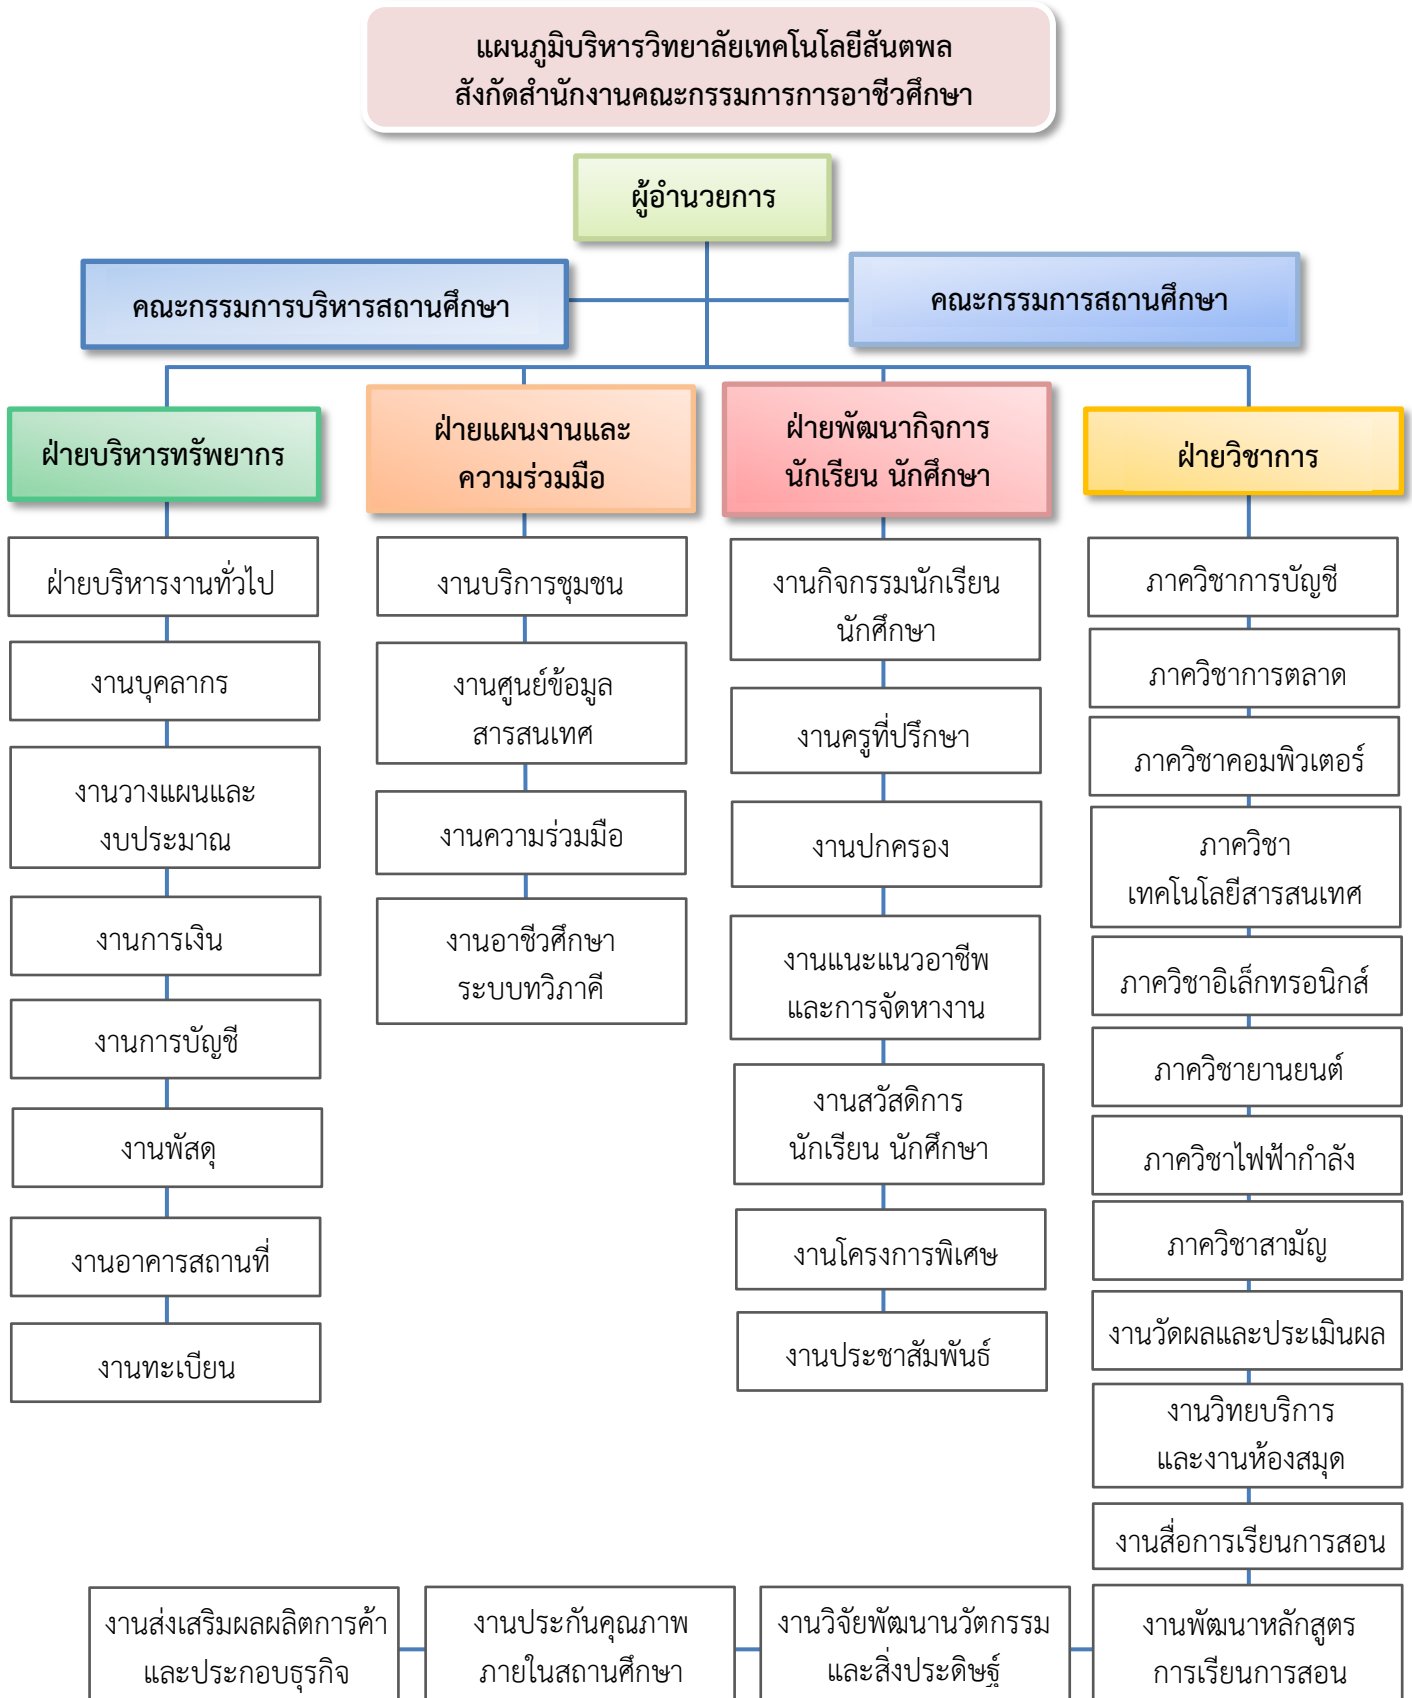 แผนภูมิบริหารวิทยาลัยเทคโนโลยีสันตพล
สังกัดสำนักงานคณะกรรมการการอาชีวศึกษา
ผู้อำนวยการ
คณะกรรมการบริหารสถานศึกษา
คณะกรรมการสถานศึกษา
ฝ่ายบริหารทรัพยากร
ฝ่ายบริหารงานทั่วไป
งานบุคลากร
งานวางแผนและ
งบประมาณ
งานการเงิน
งานการบัญชี
งานพัสดุ
งานอาคารสถานที่
งานทะเบียน
ฝ่ายแผนงานและ
ความร่วมมือ
งานบริการชุมชน
งานศูนย์ข้อมูล
สารสนเทศ
งานความร่วมมือ
งานอาชีวศึกษา
ระบบทวิภาคี
ฝ่ายพัฒนากิจการ
นักเรียน นักศึกษา
งานกิจกรรมนักเรียน
นักศึกษา
งานครูที่ปรึกษา
งานปกครอง
งานแนะแนวอาชีพ
และการจัดหางาน
งานสวัสดิการ
นักเรียน นักศึกษา
งานโครงการพิเศษ
งานประชาสัมพันธ์
ฝ่ายวิชาการ
ภาควิชาการบัญชี
ภาควิชาการตลาด
ภาควิชาคอมพิวเตอร์
ภาควิชา
เทคโนโลยีสารสนเทศ
ภาควิชาอิเล็กทรอนิกส์
ภาควิชายานยนต์
ภาควิชาไฟฟ้ากำลัง
ภาควิชาสามัญ
งานวัดผลและประเมินผล
งานวิทยบริการ
และงานห้องสมุด
งานสื่อการเรียนการสอน
งานพัฒนาหลักสูตร
การเรียนการสอน
งานวิจัยพัฒนานวัตกรรม
และสิ่งประดิษฐ์
งานประกันคุณภาพ
ภายในสถานศึกษา
งานส่งเสริมผลผลิตการค้า
และประกอบธุรกิจ